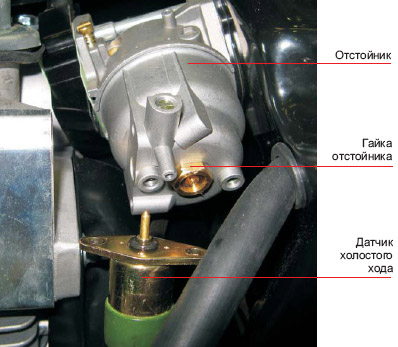 Отстойник
Гайка
отстойника
Датчик
холостого
хода